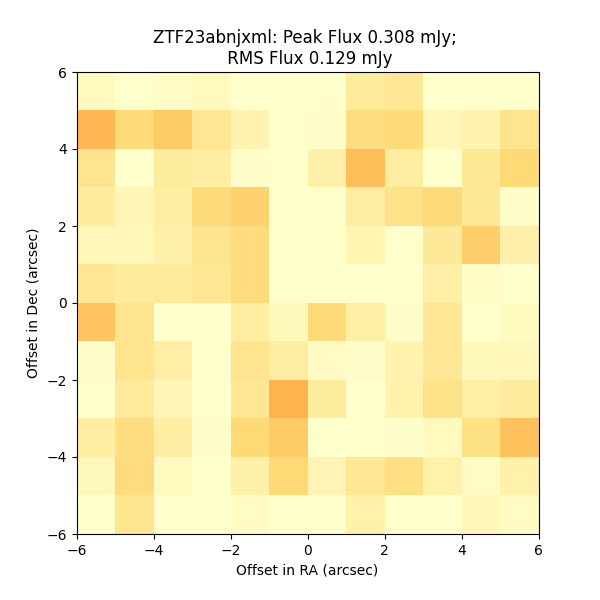 ZTF23abnjxml: Peak Flux 0.308 mJy;
RMS Flux 0.129 mJy
6
4
2
0
−2
−4
−6
Offset in Dec (arcsec)
−6 −4 −2 0 2 4 6
Offset in RA (arcsec)